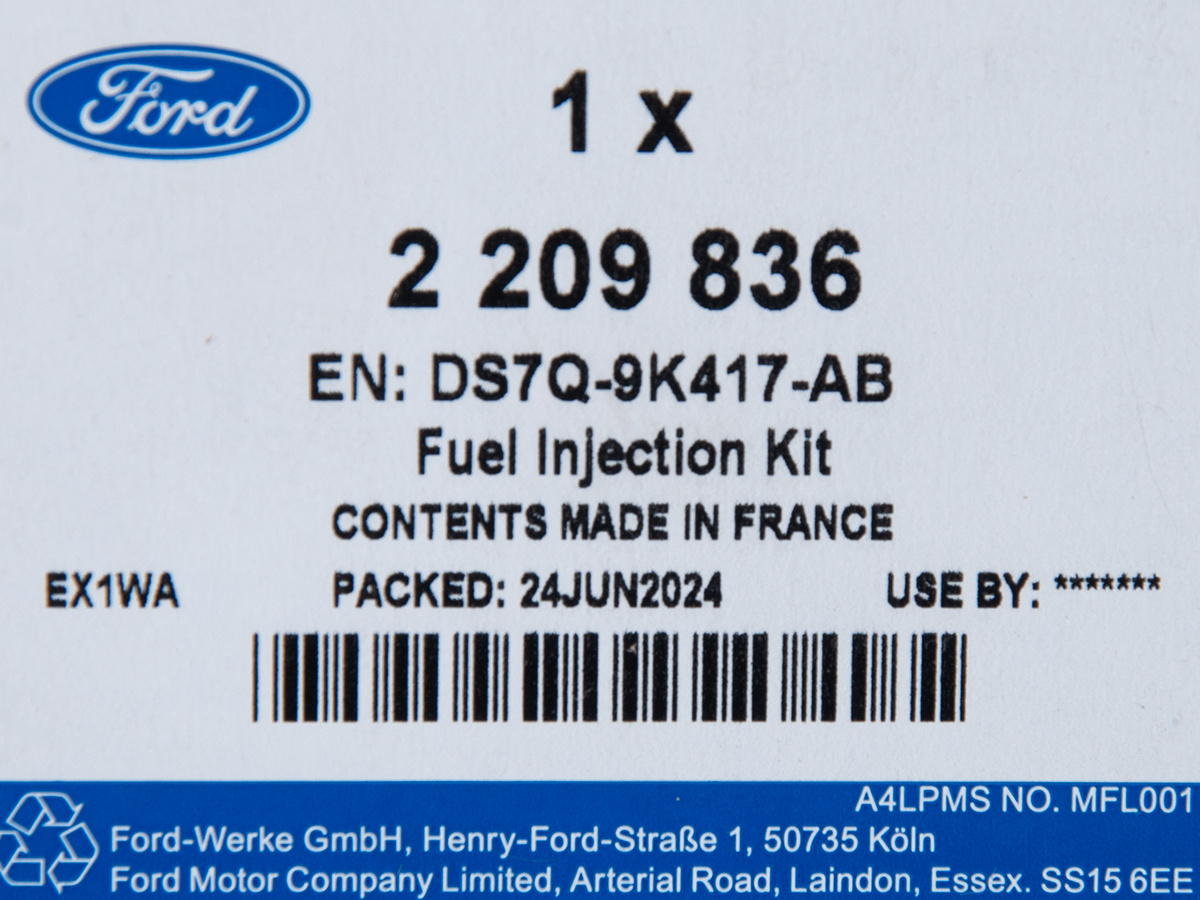 Ford
1 x
2 209 836
EN: DS7Q-9K417-AB
Fuel Injection Kit
CONTENTS MADE IN FRANCE
EX1WA PACKED: 24JUN2024 USE BY: *******
A4LPMS NO. MFL001
Ford-Werke GmbH, Henry-Ford-Straße 1, 50735 Köln
Ford Motor Company Limited, Arterial Road, Laindon, Essex. SS15 6EE